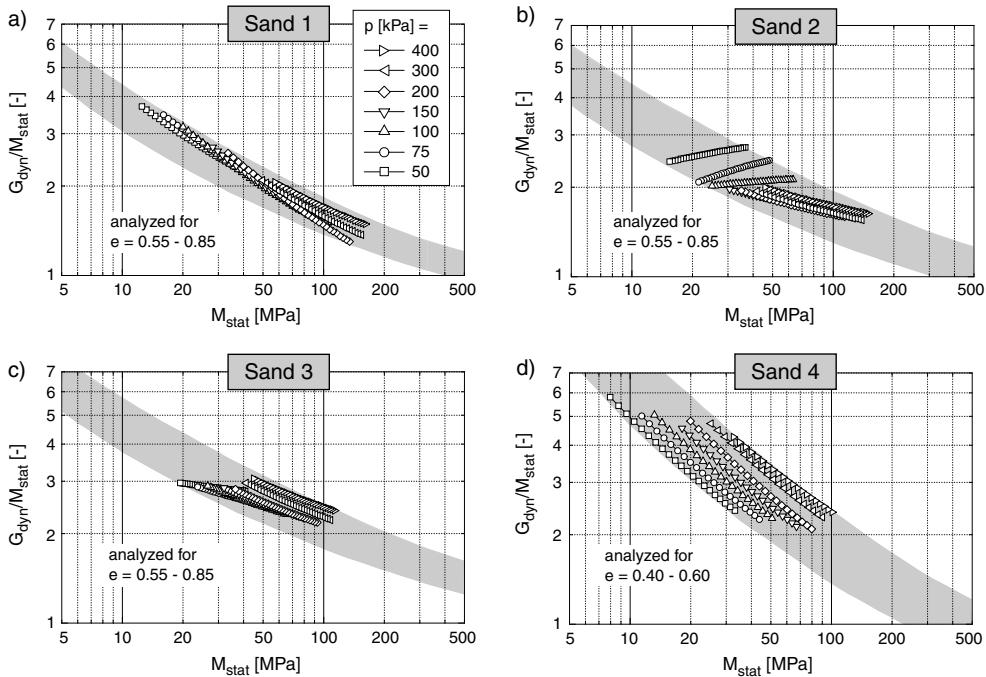 a)
Sand 1
p [kPa] =
400
300
200
150
100
75
50
7
6
5
4
3
2
1
G_dyn/M_stat [-]
analyzed for
e = 0.55 - 0.85
5 10 20 50 100 200 500
M_stat [MPa]
b)
Sand 2
7
6
5
4
3
2
1
G_dyn/M_stat [-]
analyzed for
e = 0.55 - 0.85
5 10 20 50 100 200 500
M_stat [MPa]
c)
Sand 3
7
6
5
4
3
2
1
G_dyn/M_stat [-]
analyzed for
e = 0.55 - 0.85
5 10 20 50 100 200 500
M_stat [MPa]
d)
Sand 4
7
6
5
4
3
2
1
G_dyn/M_stat [-]
analyzed for
e = 0.40 - 0.60
5 10 20 50 100 200 500
M_stat [MPa]